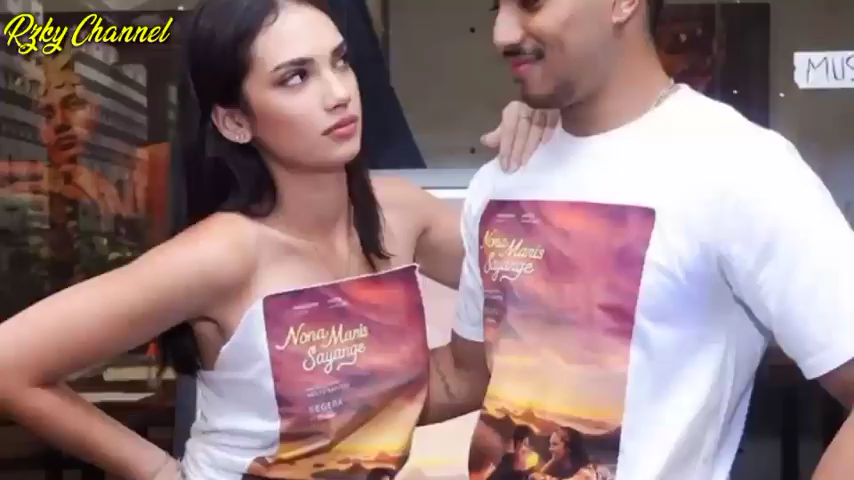 Rzky Channel
MUS
Nona Manis
Sayange
Nona Manis
Sayange
SEGERA